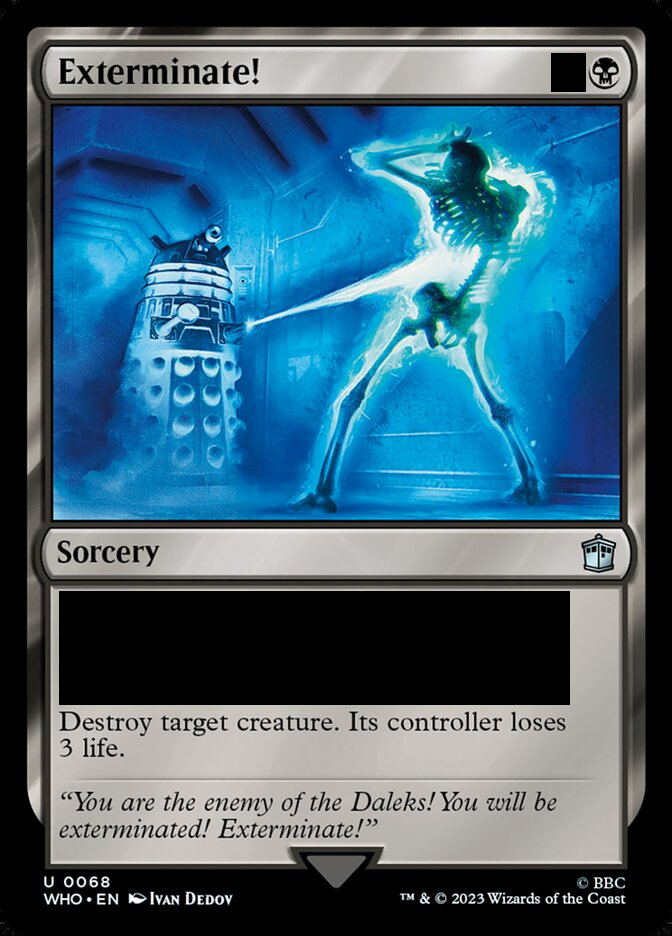 Exterminate!
Sorcery
Destroy target creature. Its controller loses
3 life.
“You are the enemy of the Daleks! You will be
exterminated! Exterminate!”
U 0068
WHO • EN Ivan Dedov
© BBC
™ & © 2023 Wizards of the Coast